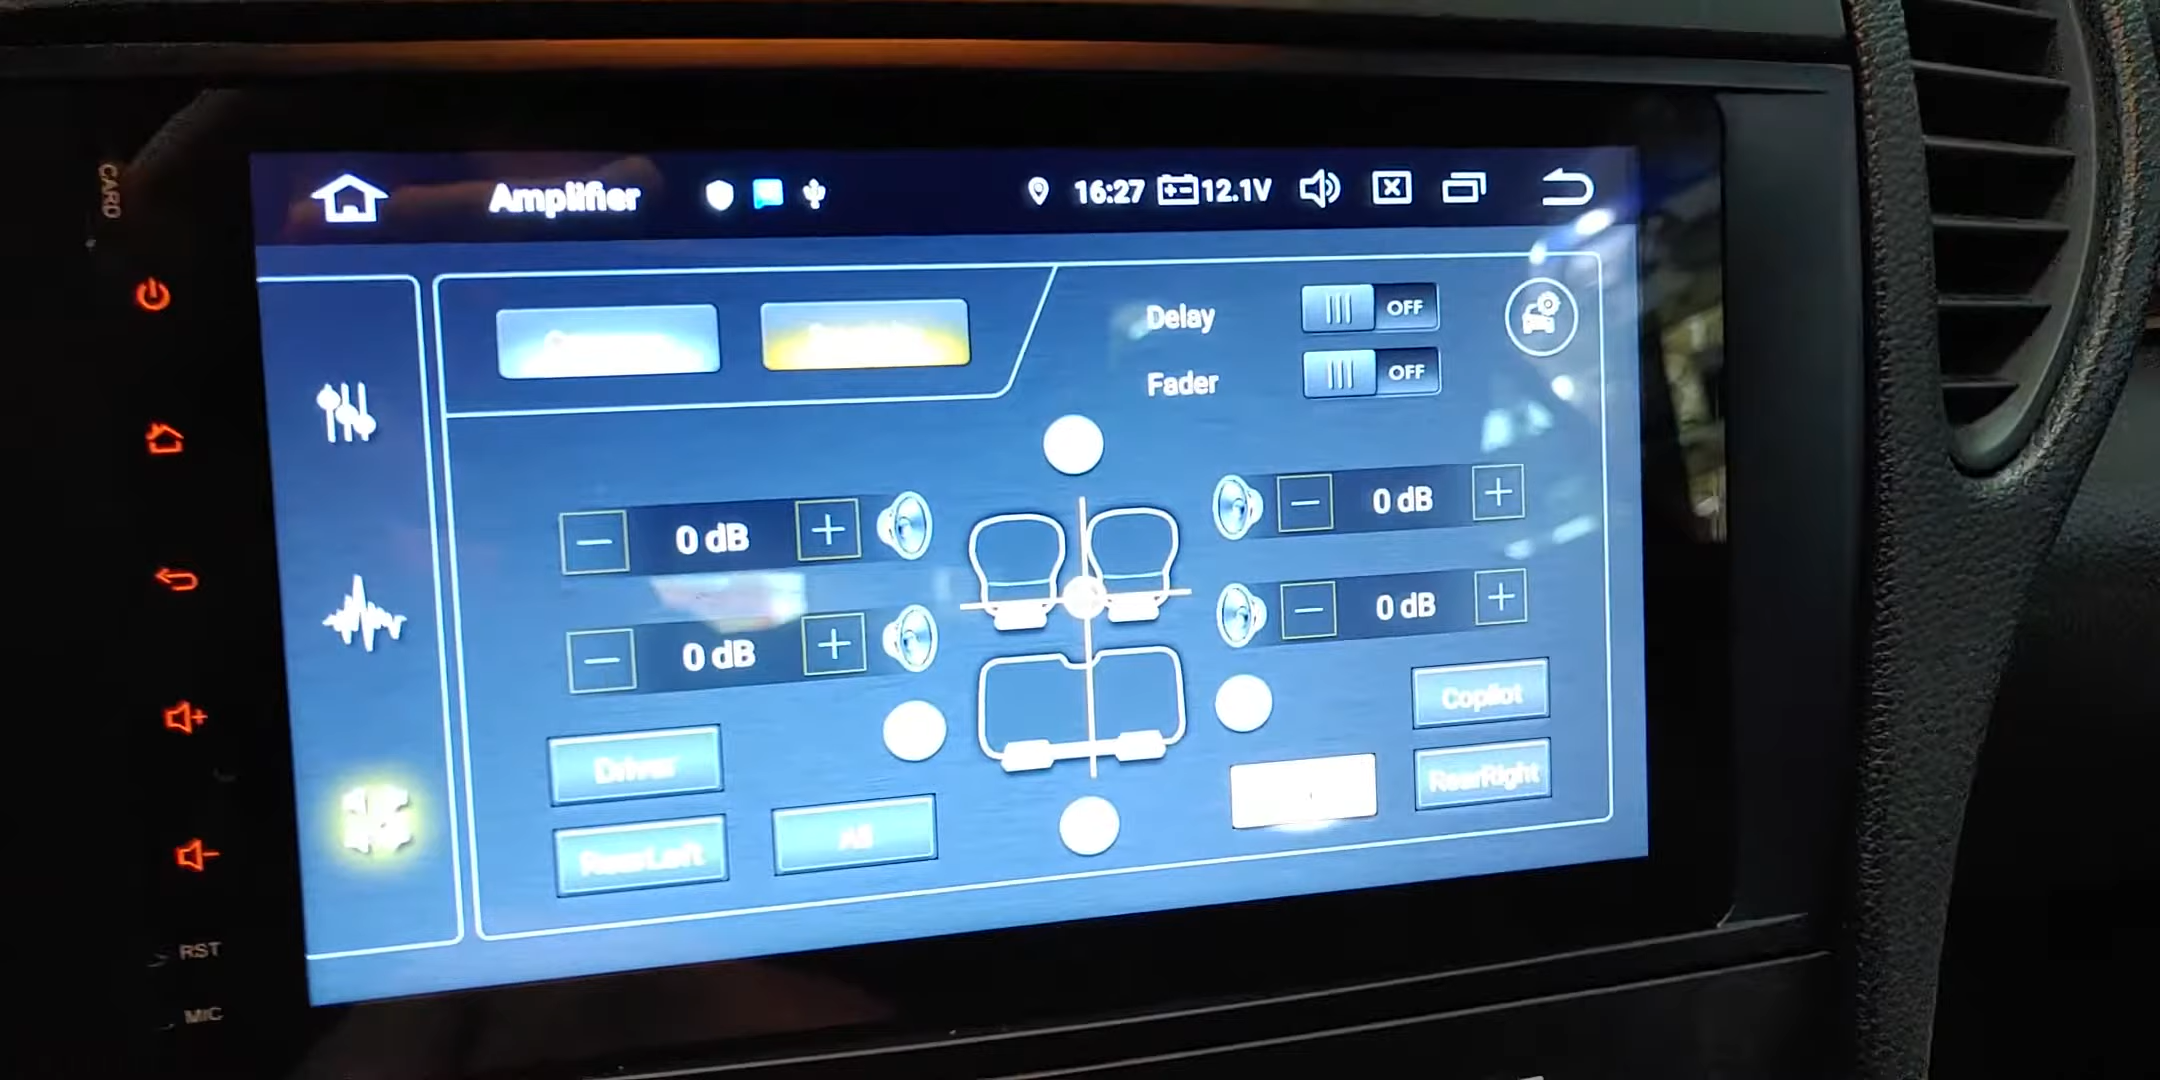 CARD
Amplifier
16:27 12.1V
Delay OFF
Fader OFF
0 dB
0 dB
0 dB
0 dB
Driver
Copilot
RearLeft
All
RearRight
RST
MIC